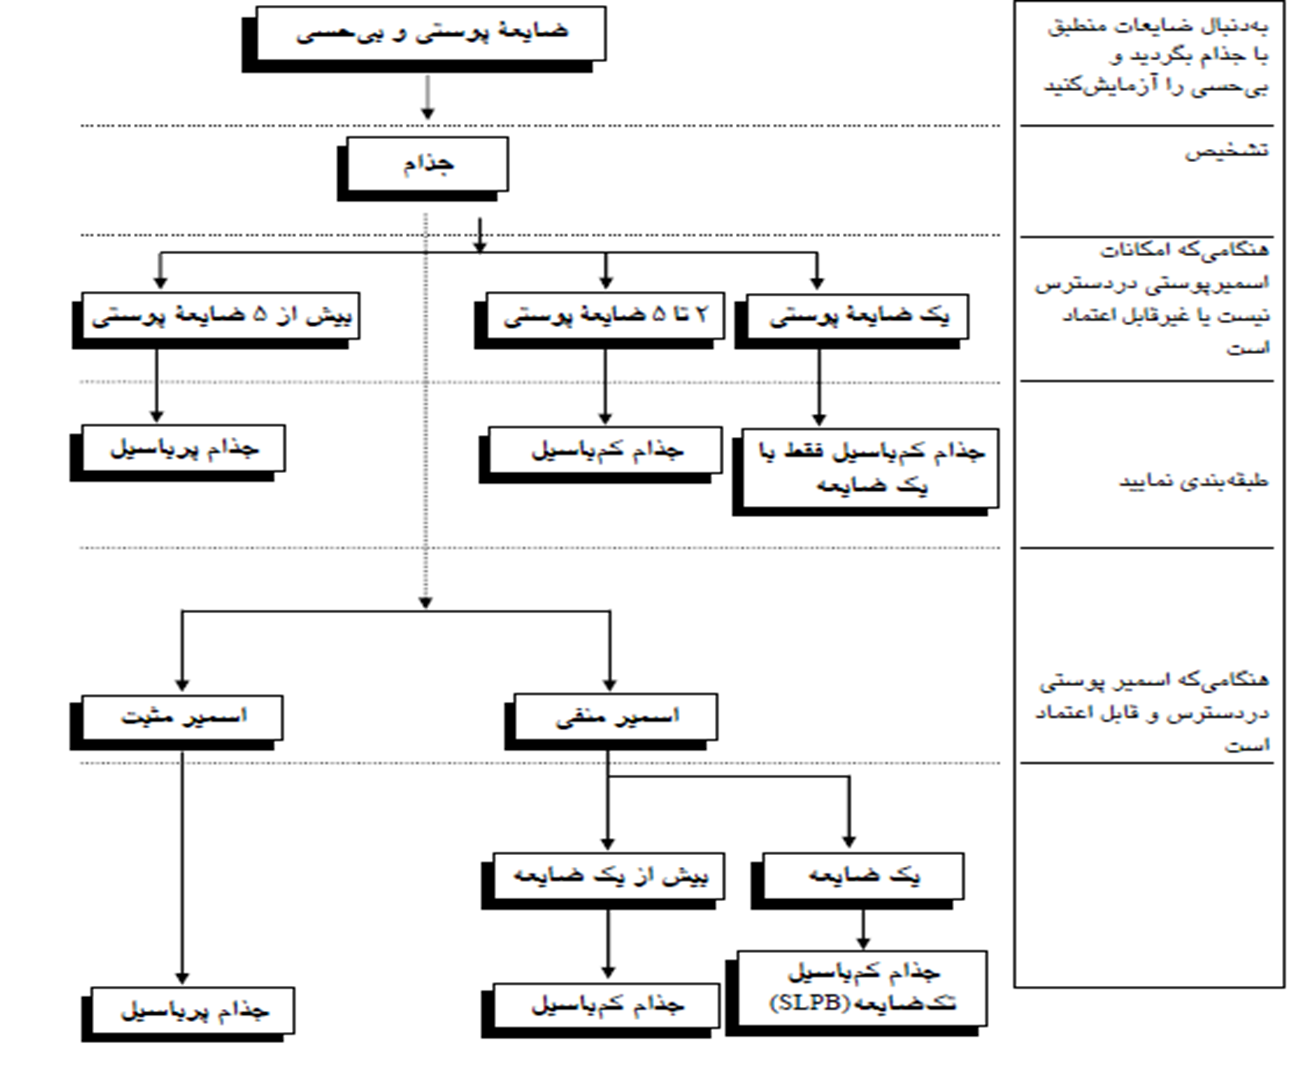 ضایعهٔ پوستی و بی‌حسی
به‌دنبال ضایعات منطبق
با جذام بگردید و
بی‌حسی را آزمایش‌کنید
جذام
تشخیص
هنگامی‌که امکانات
اسمیرپوستی دردسترس
نیست یا غیرقابل اعتماد
است
یک ضایعهٔ پوستی
۲ تا ۵ ضایعهٔ پوستی
بیش از ۵ ضایعهٔ پوستی
جذام کم‌باسیل فقط با
یک ضایعه
جذام کم‌باسیل
جذام پرباسیل
طبقه‌بندی نمایید
هنگامی‌که اسمیر پوستی
دردسترس و قابل اعتماد
است
اسمیر منفی
اسمیر مثبت
یک ضایعه
بیش از یک ضایعه
جذام کم‌باسیل
تک‌ضایعه(SLPB)
جذام کم‌باسیل
جذام پرباسیل